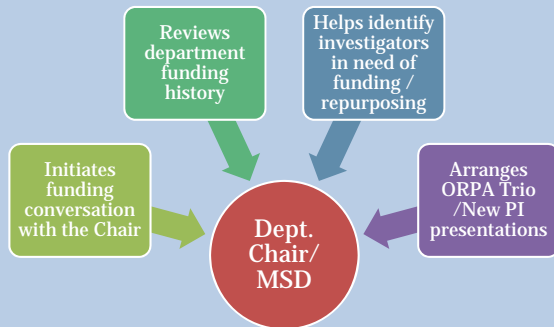 Reviews
department
funding
history
Helps identify
investigators
in need of
funding /
repurposing
Initiates
funding
conversation
with the Chair
Arranges
ORPA Trio
/New PI
presentations
Dept.
Chair/
MSD